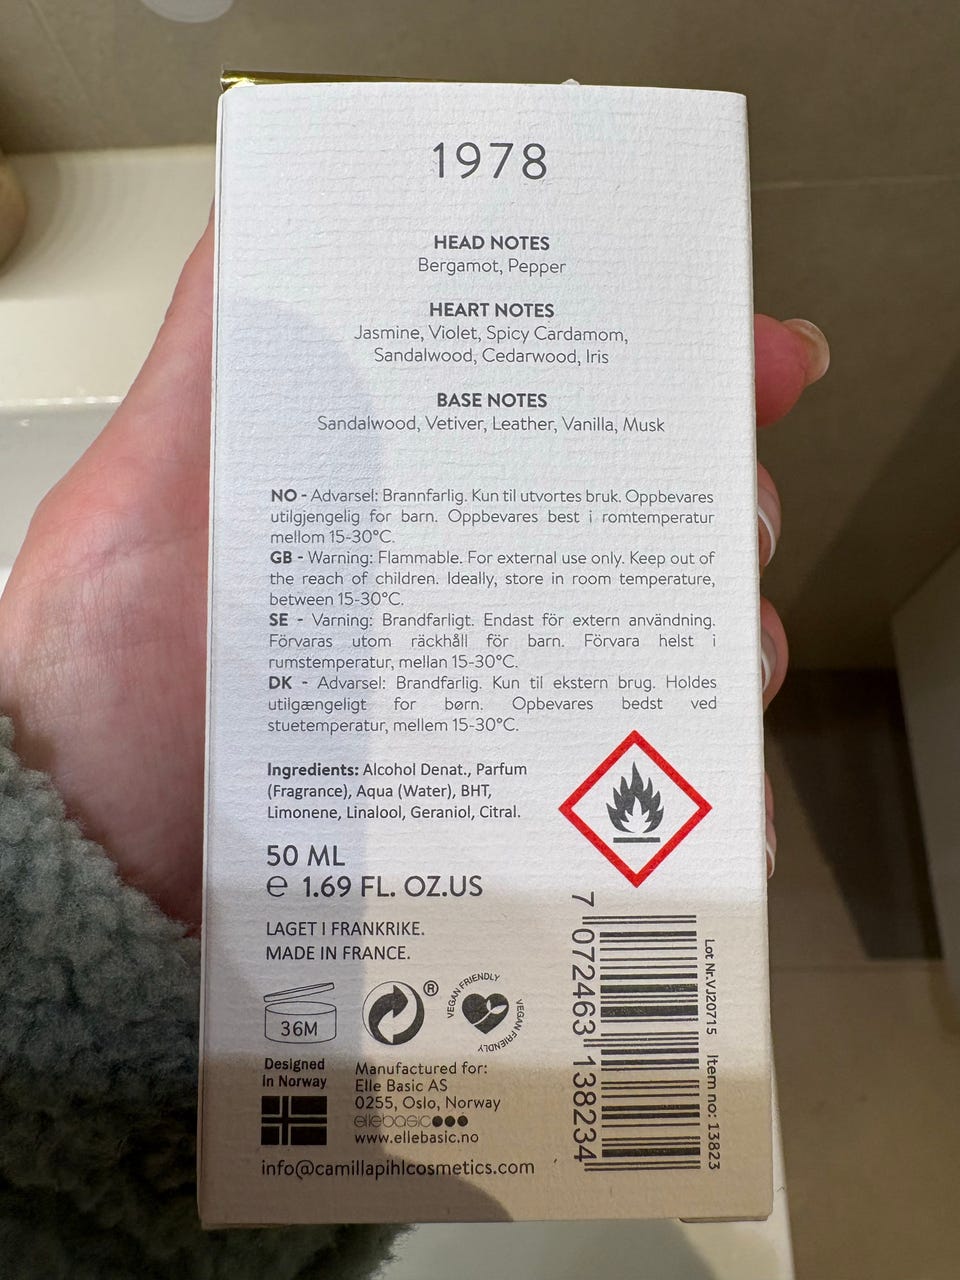 1978
HEAD NOTES
Bergamot, Pepper
HEART NOTES
Jasmine, Violet, Spicy Cardamom,
Sandalwood, Cedarwood, Iris
BASE NOTES
Sandalwood, Vetiver, Leather, Vanilla, Musk
NO - Advarsel: Brannfarlig. Kun til utvortes bruk. Oppbevares
utilgjengelig for barn. Oppbevares best i romtemperatur
mellom 15-30°C.
GB - Warning: Flammable. For external use only. Keep out of
the reach of children. Ideally, store in room temperature,
between 15-30°C.
SE - Varning: Brandfarligt. Endast för extern användning.
Förvaras utom räckhåll för barn. Förvara helst i
rumstemperatur, mellan 15-30°C.
DK - Advarsel: Brandfarlig. Kun til ekstern brug. Holdes
utilgængeligt for børn. Opbevares bedst ved
stuetemperatur, mellem 15-30°C.
Ingredients: Alcohol Denat., Parfum
(Fragrance), Aqua (Water), BHT,
Limonene, Linalool, Geraniol, Citral.
50 ML
℮ 1.69 FL. OZ.US
LAGET I FRANKRIKE.
MADE IN FRANCE.
36M
®
VEGAN FRIENDLY
VEGAN FRIENDLY
Designed
in Norway
Manufactured for:
Elle Basic AS
0255, Oslo, Norway
ellebasic
www.ellebasic.no
info@camillapihlcosmetics.com
7 072463 138234
Lot Nr.VJ20715 Item no: 13823